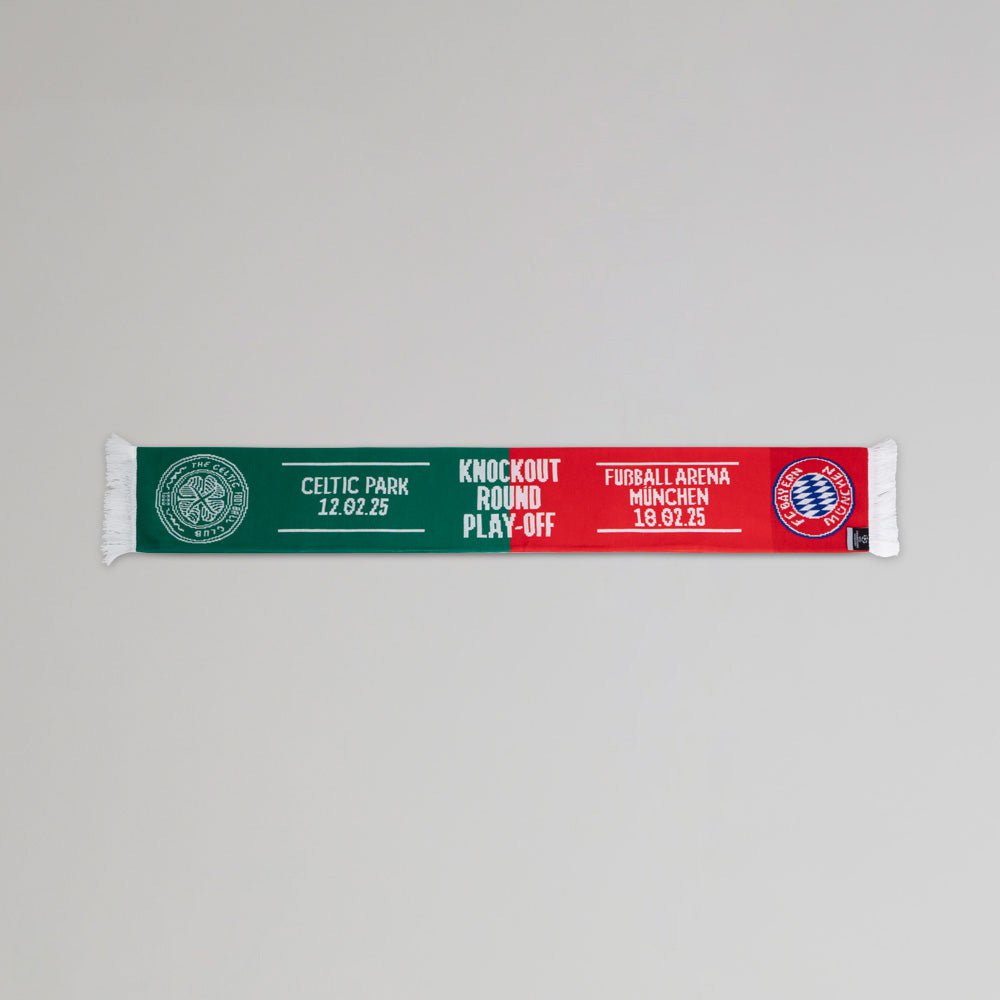 THE CELTIC FOOTBALL CLUB
CELTIC PARK
12.02.25
KNOCKOUT
ROUND
PLAY-OFF
FUßBALL ARENA
MÜNCHEN
18.02.25
FC BAYERN
MÜNCHEN